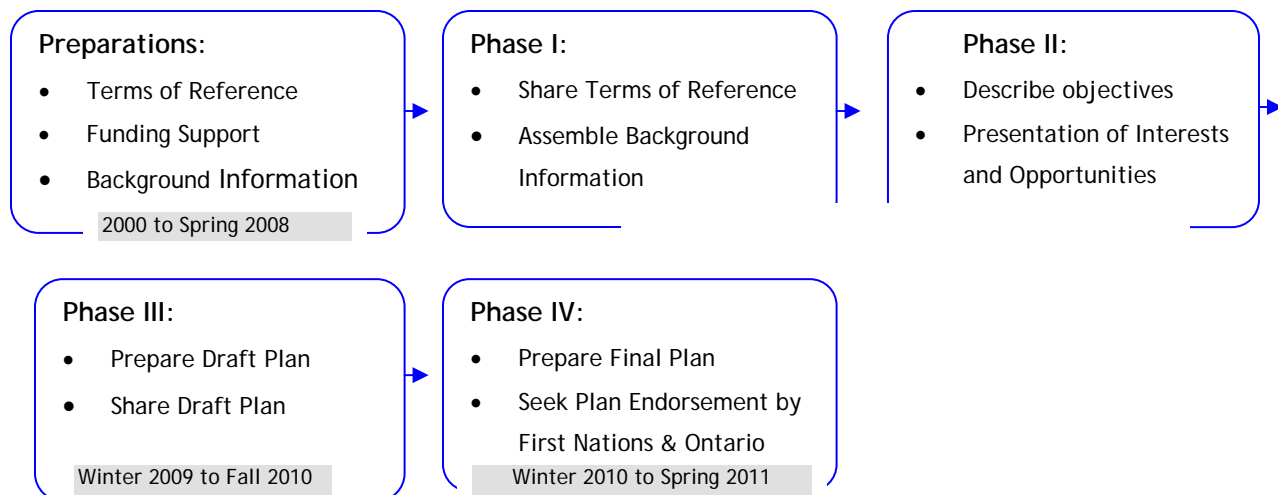 Preparations:
• Terms of Reference
• Funding Support
• Background Information
2000 to Spring 2008
Phase I:
• Share Terms of Reference
• Assemble Background
Information
Phase II:
• Describe objectives
• Presentation of Interests
and Opportunities
Phase III:
• Prepare Draft Plan
• Share Draft Plan
Winter 2009 to Fall 2010
Phase IV:
• Prepare Final Plan
• Seek Plan Endorsement by
First Nations & Ontario
Winter 2010 to Spring 2011